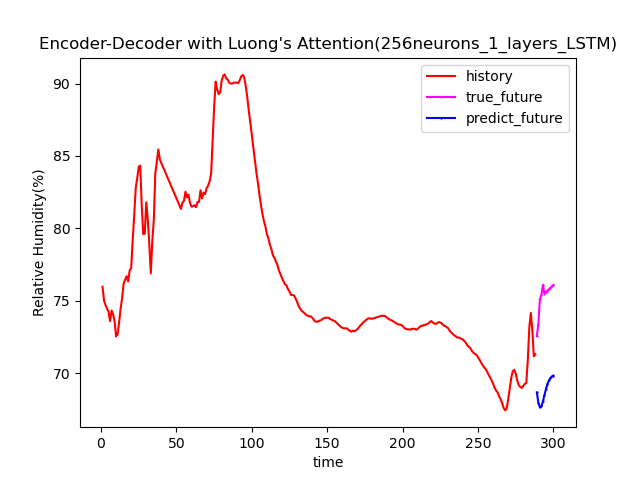 Encoder-Decoder with Luong's Attention(256neurons_1_layers_LSTM)
history
true_future
predict_future
90
85
80
75
70
Relative Humidity(%)
0 50 100 150 200 250 300
time